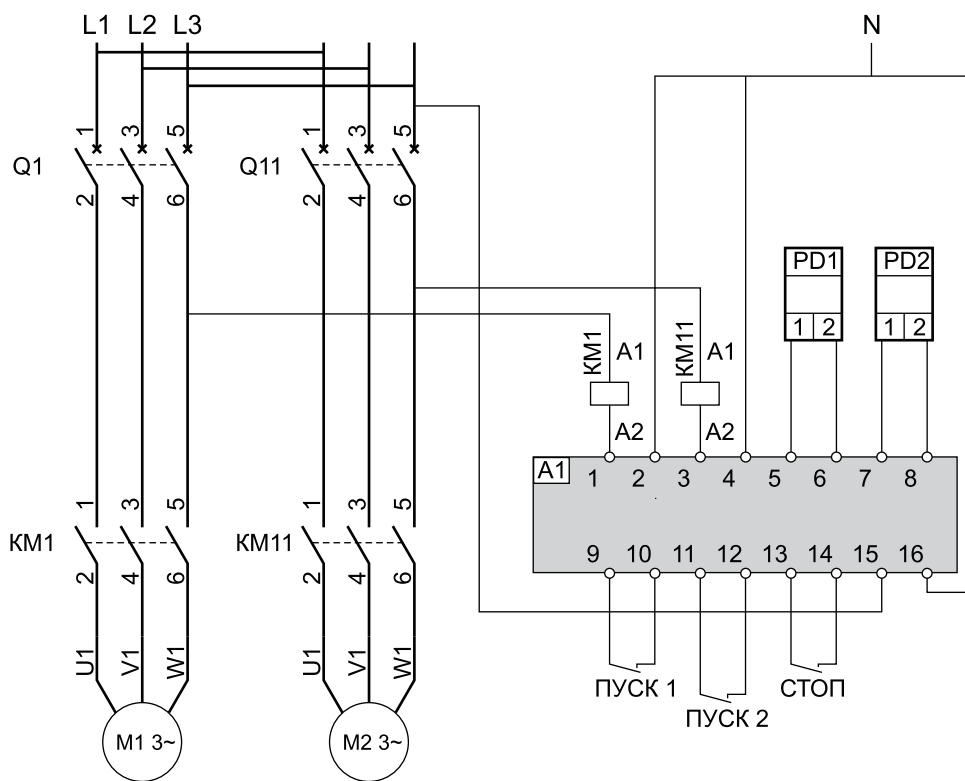 L1 L2 L3 N
1 3 5 1 3 5
Q1 Q11
2 4 6 2 4 6
PD1 PD2
1 2 1 2
KM1 A1 KM11 A1
A2 A2
A1 1 2 3 4 5 6 7 8
1 3 5 1 3 5
KM1 KM11
9 10 11 12 13 14 15 16
2 4 6 2 4 6
U1 V1 W1 U1 V1 W1
ПУСК 1 СТОП
ПУСК 2
M1 3~ M2 3~